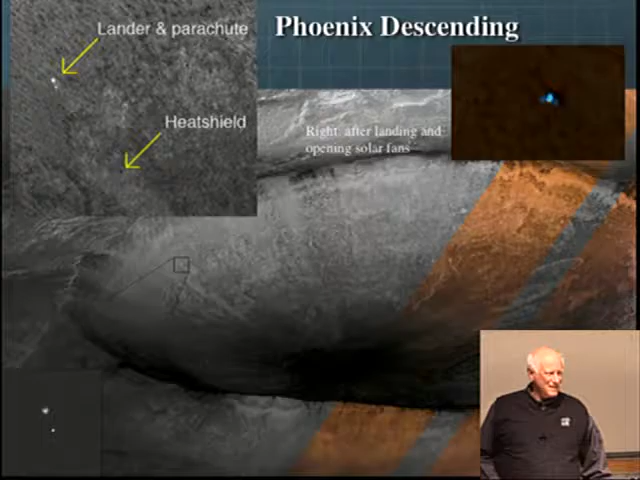 Phoenix Descending
Lander & parachute
Heatshield
Right: after landing and
opening solar fans